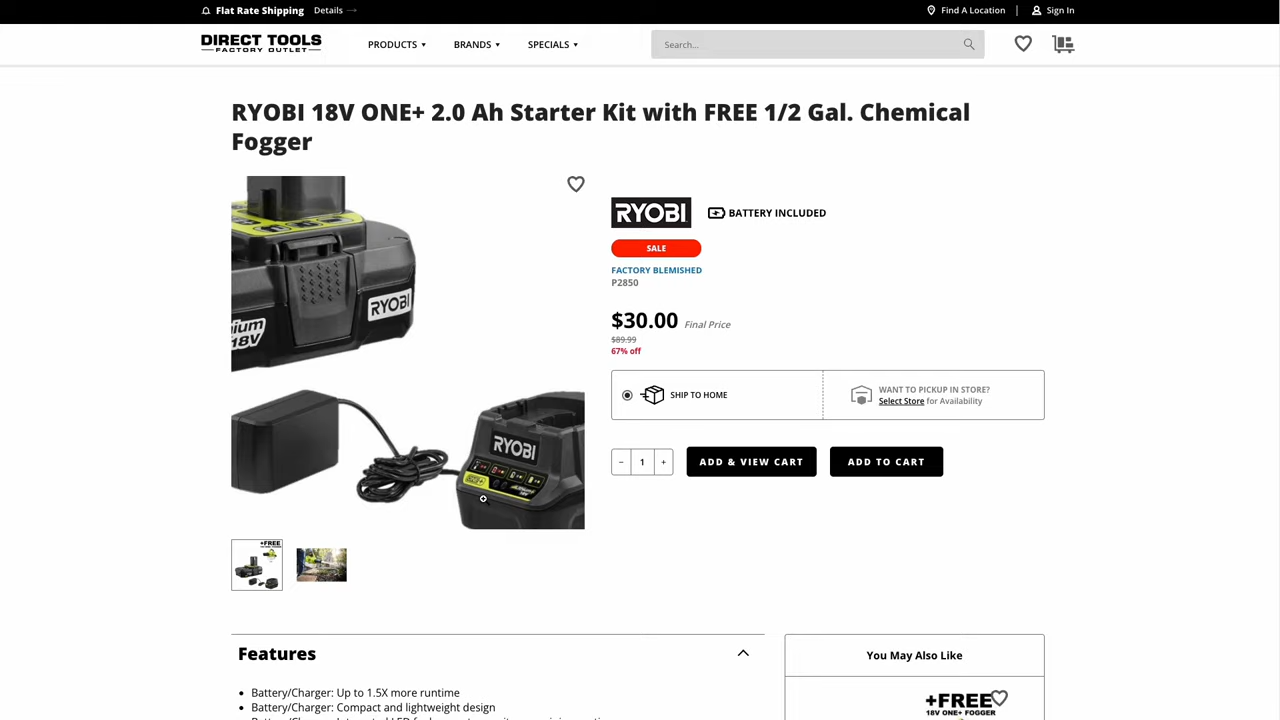 Flat Rate Shipping Details → Find A Location | Sign In
DIRECT TOOLS
FACTORY OUTLET
PRODUCTS ▾ BRANDS ▾ SPECIALS ▾ Search...
RYOBI 18V ONE+ 2.0 Ah Starter Kit with FREE 1/2 Gal. Chemical
Fogger
RYOBI BATTERY INCLUDED
SALE
FACTORY BLEMISHED
P2850
$30.00 Final Price
$89.99
67% off
SHIP TO HOME
WANT TO PICKUP IN STORE?
Select Store for Availability
− 1 + ADD & VIEW CART ADD TO CART
RYOBI
18V
RYOBI
+FREE
Features
You May Also Like
Battery/Charger: Up to 1.5X more runtime
Battery/Charger: Compact and lightweight design
+FREE
18V ONE+ FOGGER